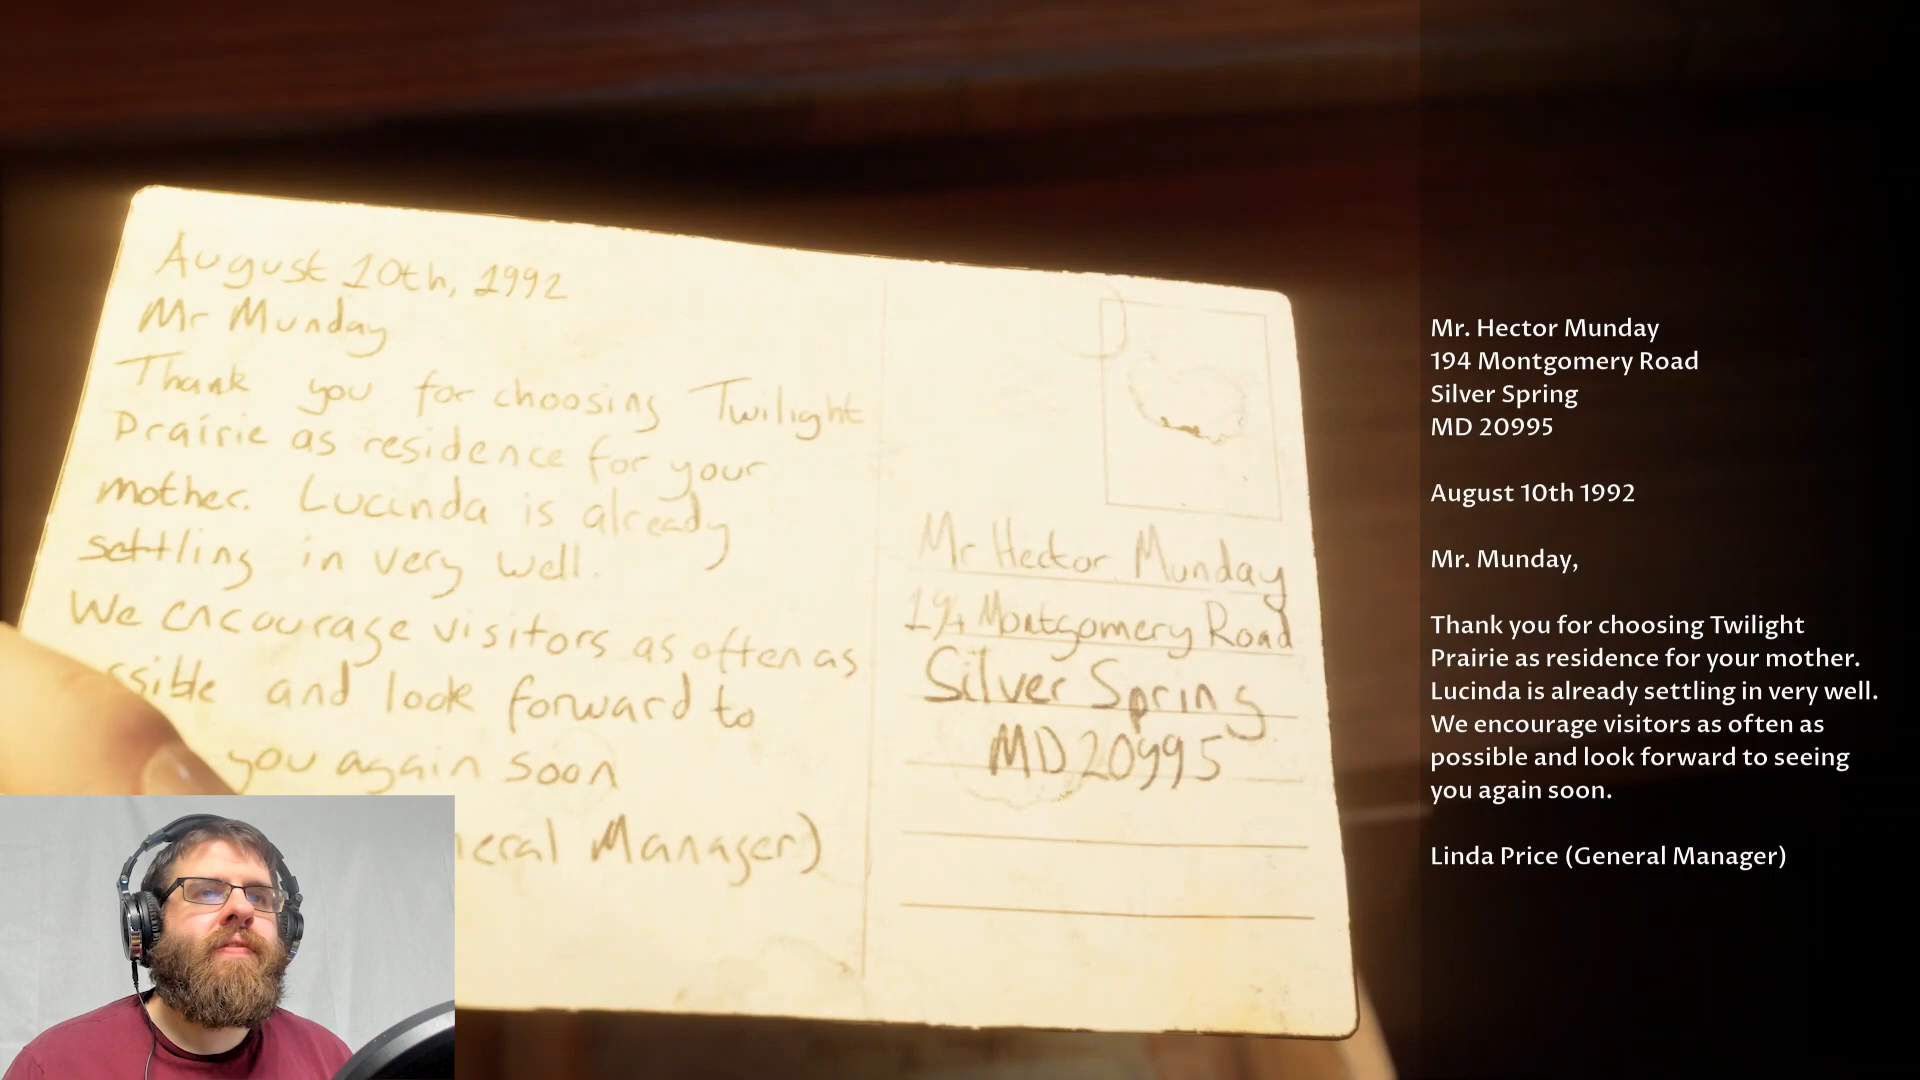 August 10th, 1992
Mr Munday
Thank you for choosing Twilight
Prairie as residence for your
mother. Lucinda is already
settling in very well.
We encourage visitors as often as
ssible and look forward to
you again soon
neral Manager)
Mr Hector Munday
194 Montgomery Road
Silver Spring
MD 20995
Mr. Hector Munday
194 Montgomery Road
Silver Spring
MD 20995
August 10th 1992
Mr. Munday,
Thank you for choosing Twilight
Prairie as residence for your mother.
Lucinda is already settling in very well.
We encourage visitors as often as
possible and look forward to seeing
you again soon.
Linda Price (General Manager)